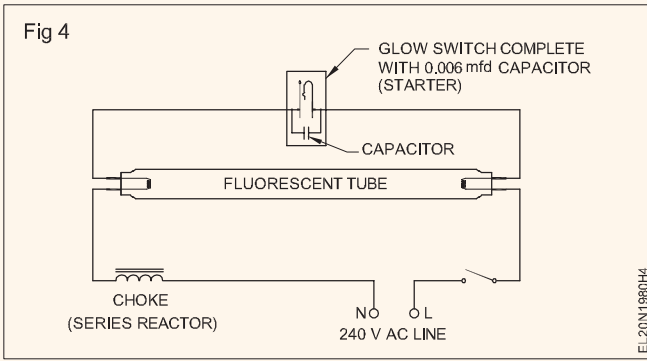 Fig 4
GLOW SWITCH COMPLETE
WITH 0.006 mfd CAPACITOR
(STARTER)
CAPACITOR
FLUORESCENT TUBE
CHOKE
(SERIES REACTOR)
N L
240 V AC LINE
EL20N1980H4